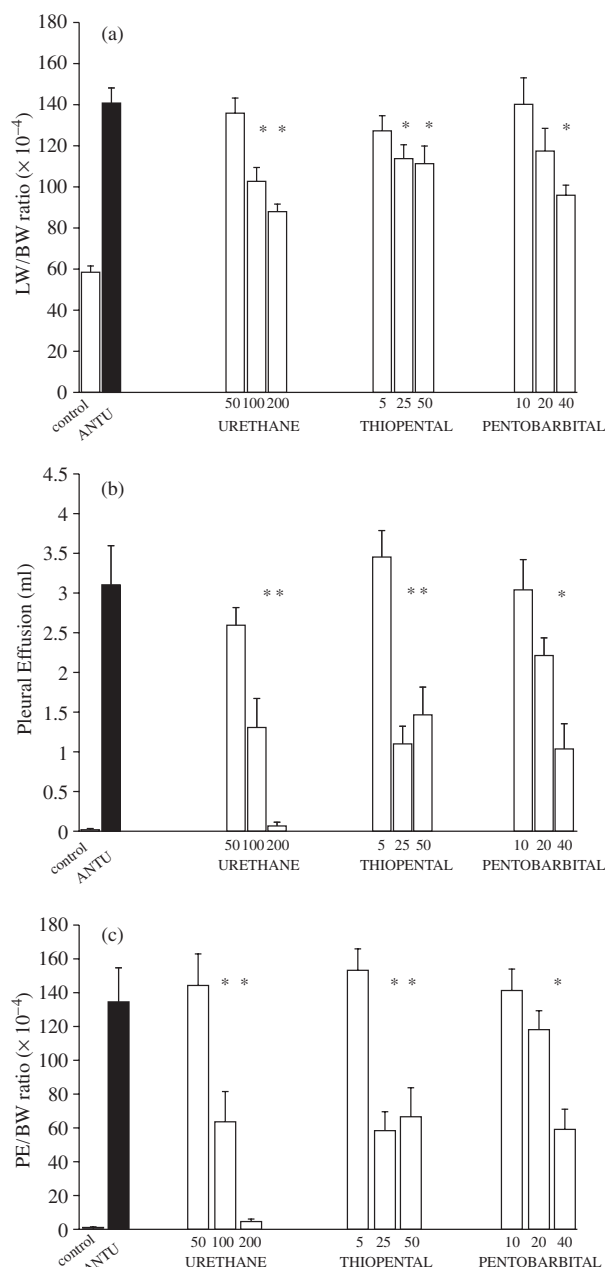 (a)
180
160
140
120
100
80
60
40
20
0
LW/BW ratio (× 10⁻⁴)
* *
* *
*
control
ANTU
50 100 200
5 25 50
10 20 40
URETHANE
THIOPENTAL
PENTOBARBITAL
(b)
4.5
4
3.5
3
2.5
2
1.5
1
0.5
0
Pleural Effusion (ml)
* *
* *
*
control
ANTU
50 100 200
5 25 50
10 20 40
URETHANE
THIOPENTAL
PENTOBARBITAL
(c)
180
160
140
120
100
80
60
40
20
0
PE/BW ratio (× 10⁻⁴)
* *
* *
*
control
ANTU
50 100 200
5 25 50
10 20 40
URETHANE
THIOPENTAL
PENTOBARBITAL